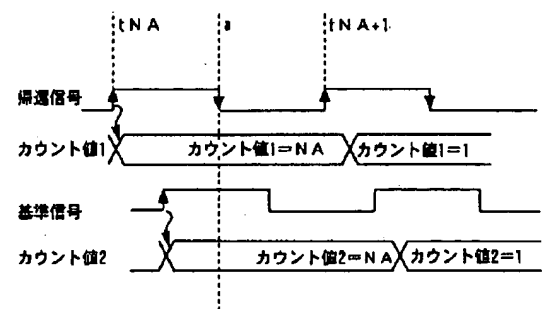 tNA a tNA+1
帰還信号
カウント値1 カウント値1=NA カウント値1=1
基準信号
カウント値2 カウント値2=NA カウント値2=1